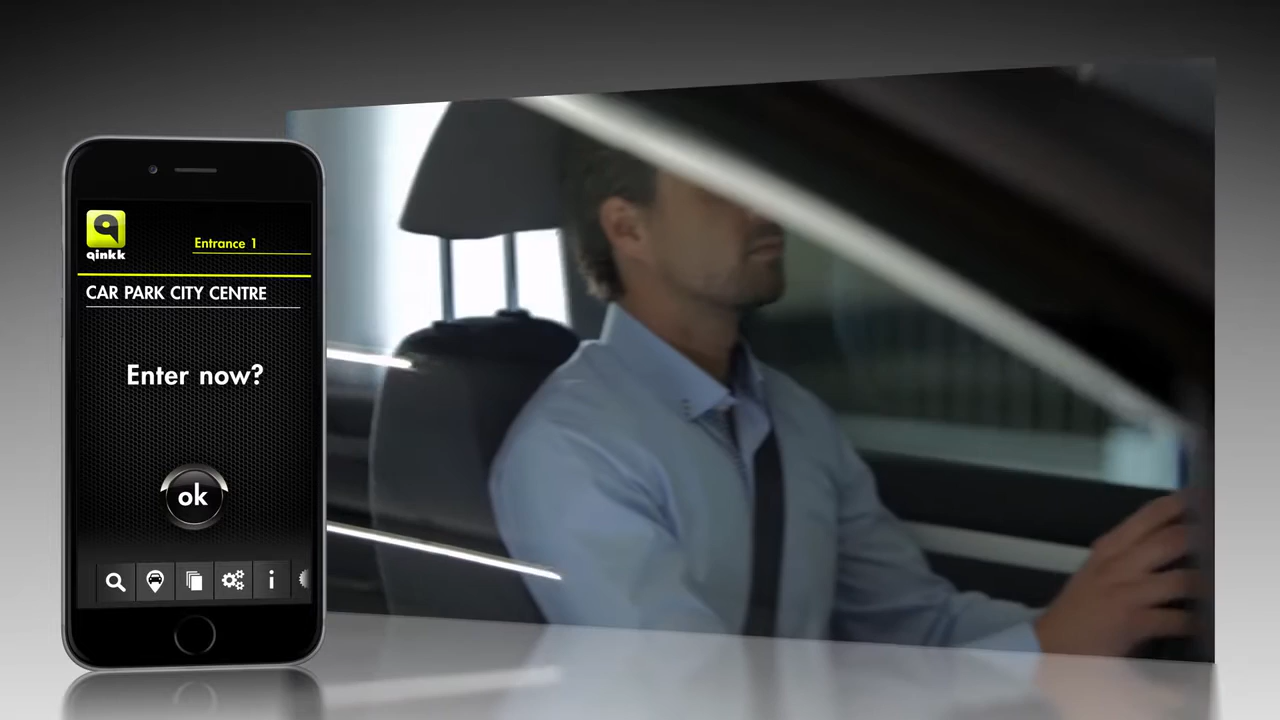 qinkk
Entrance 1
CAR PARK CITY CENTRE
Enter now?
ok
i